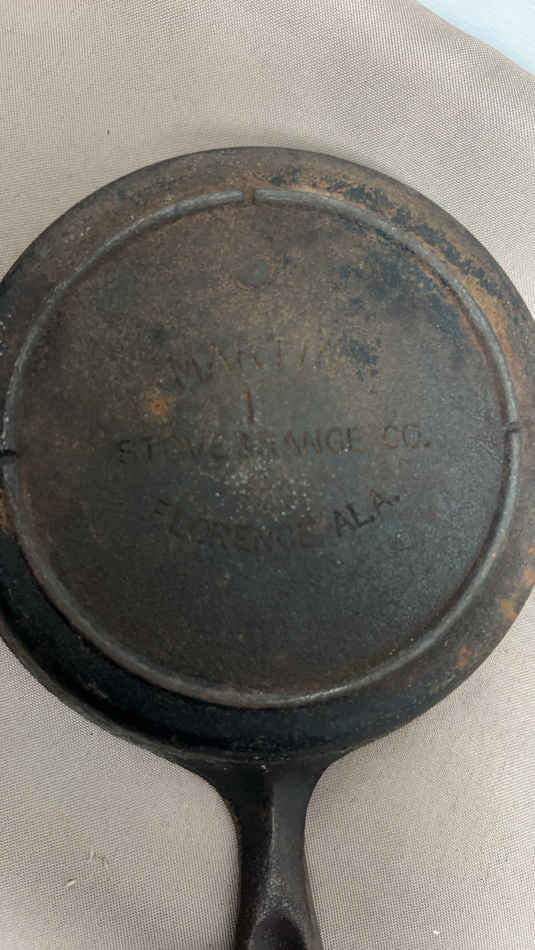 MARTIN
1
STOVE & RANGE CO.
FLORENCE ALA.